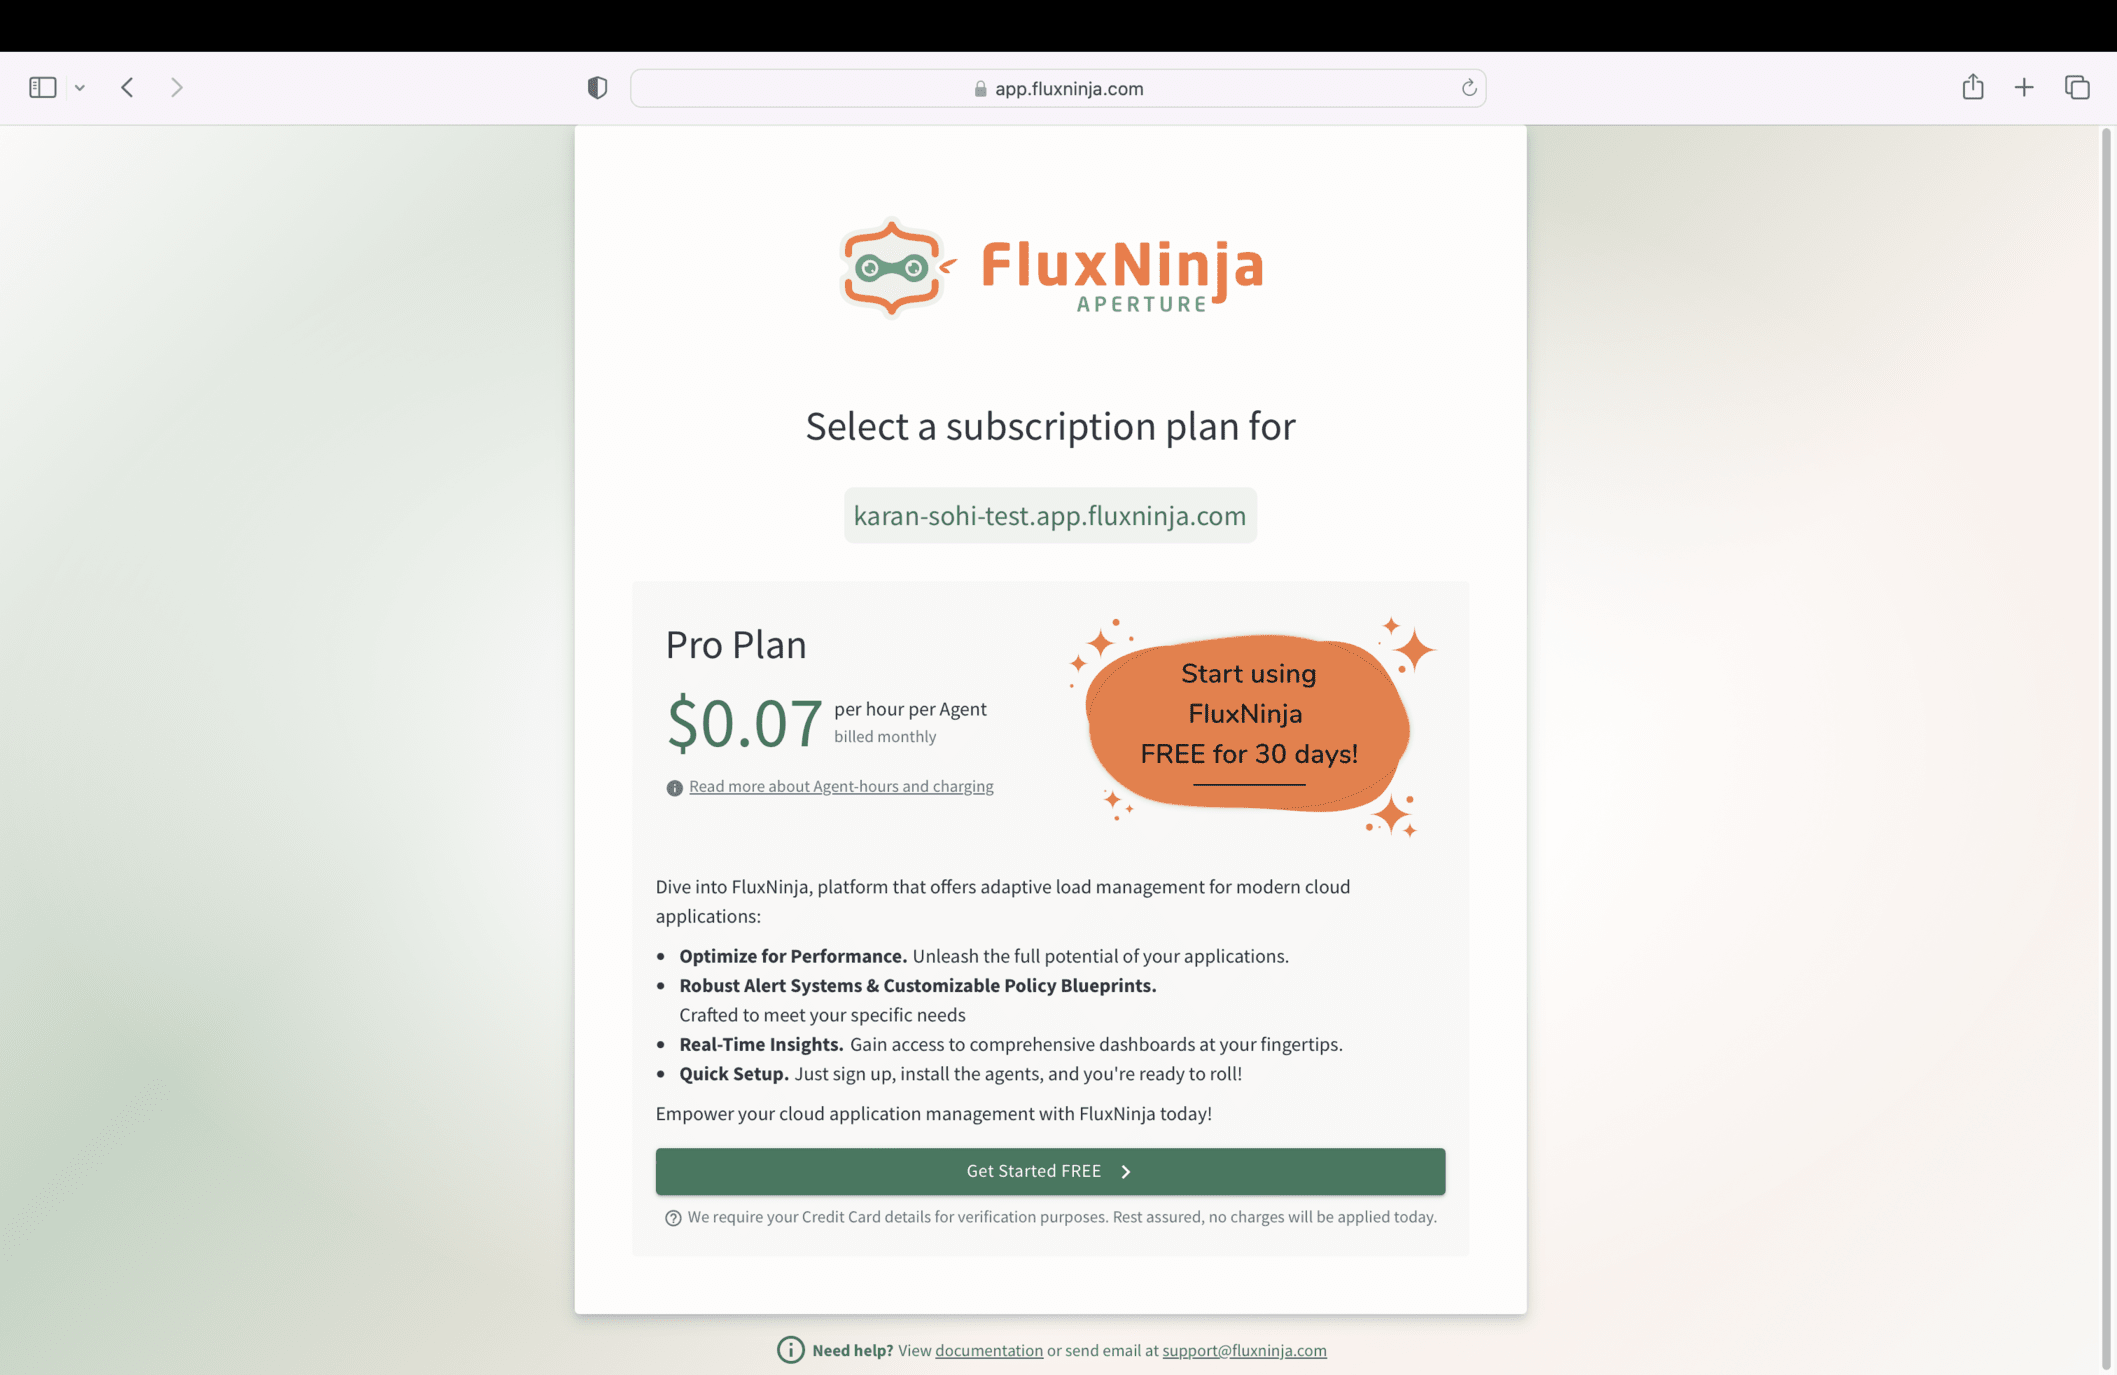 app.fluxninja.com
FluxNinja
APERTURE
Select a subscription plan for
karan-sohi-test.app.fluxninja.com
Pro Plan
$0.07 per hour per Agent
billed monthly
Read more about Agent-hours and charging
Start using
FluxNinja
FREE for 30 days!
Dive into FluxNinja, platform that offers adaptive load management for modern cloud
applications:
• Optimize for Performance. Unleash the full potential of your applications.
• Robust Alert Systems & Customizable Policy Blueprints.
Crafted to meet your specific needs
• Real-Time Insights. Gain access to comprehensive dashboards at your fingertips.
• Quick Setup. Just sign up, install the agents, and you're ready to roll!
Empower your cloud application management with FluxNinja today!
Get Started FREE
We require your Credit Card details for verification purposes. Rest assured, no charges will be applied today.
Need help? View documentation or send email at support@fluxninja.com